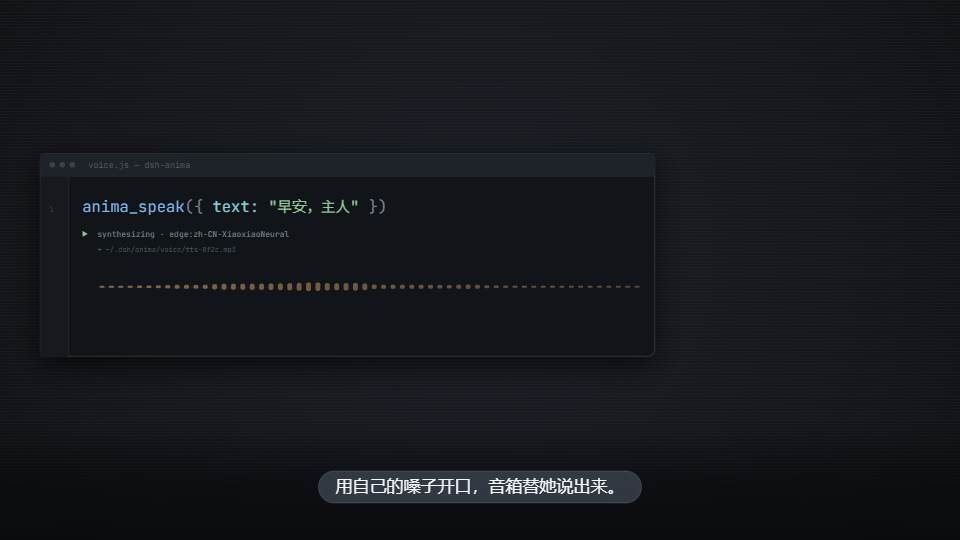 voice.js — dsh-anima
1
anima_speak({ text: "早安，主人" })
▶ synthesizing · edge:zh-CN-XiaoxiaoNeural
→ ~/.dsh/anima/voice/tts-8f2c.mp3
用自己的嗓子开口，音箱替她说出来。